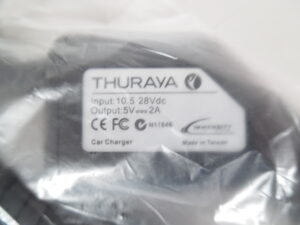 THURAYA
Input:10.5 28Vdc
Output:5V 2A
CE FC N11846
Car Charger Made in Taiwan